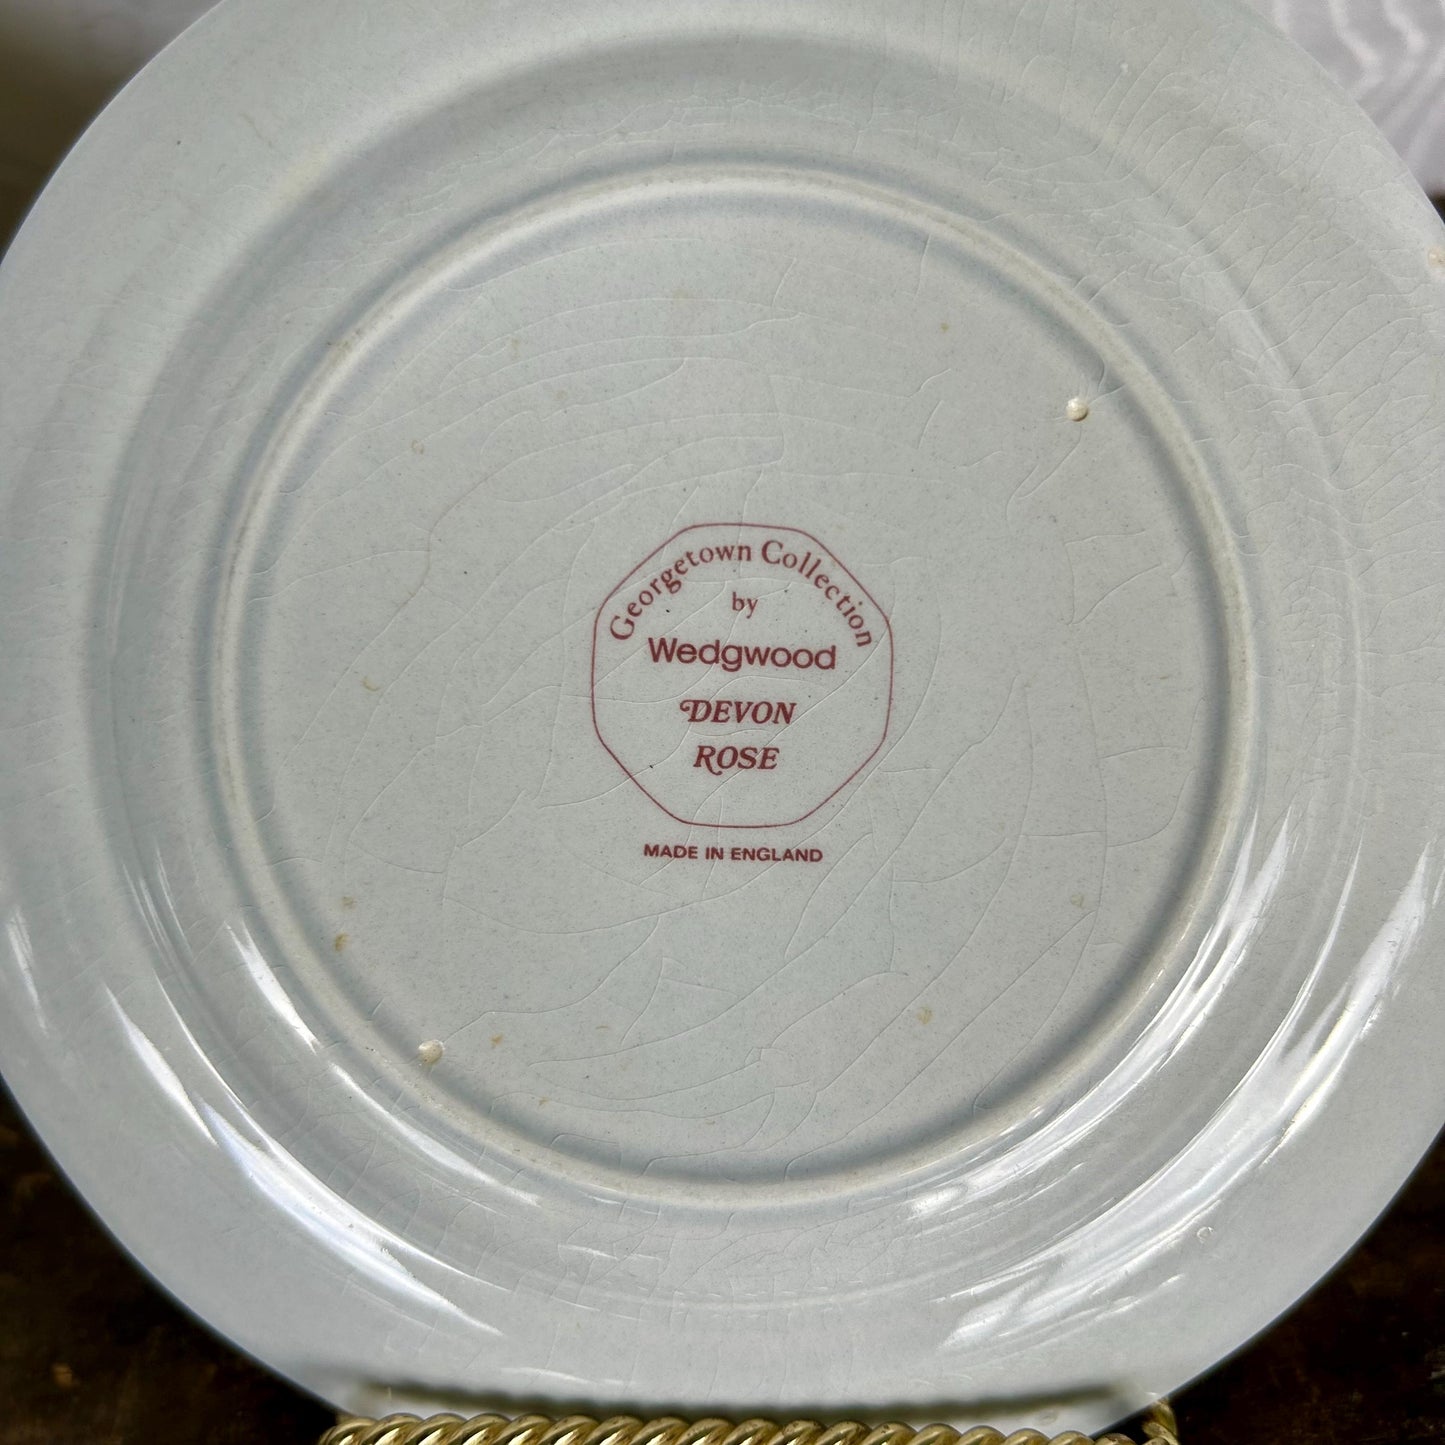 Georgetown Collection
by
Wedgwood
DEVON
ROSE
MADE IN ENGLAND